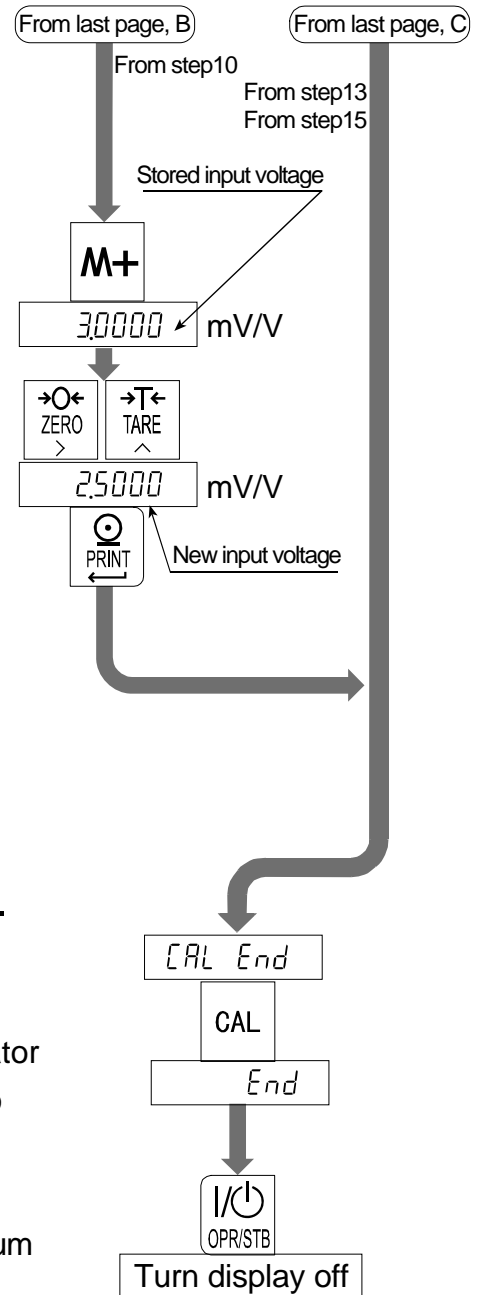 From last page, B
From last page, C
From step10
From step13
From step15
Stored input voltage
M+
3.0000 mV/V
→0← →T←
ZERO TARE
> ^
2.5000 mV/V
PRINT
New input voltage
CAL End
CAL
tor
End
um
I/⏻
OPR/STB
Turn display off